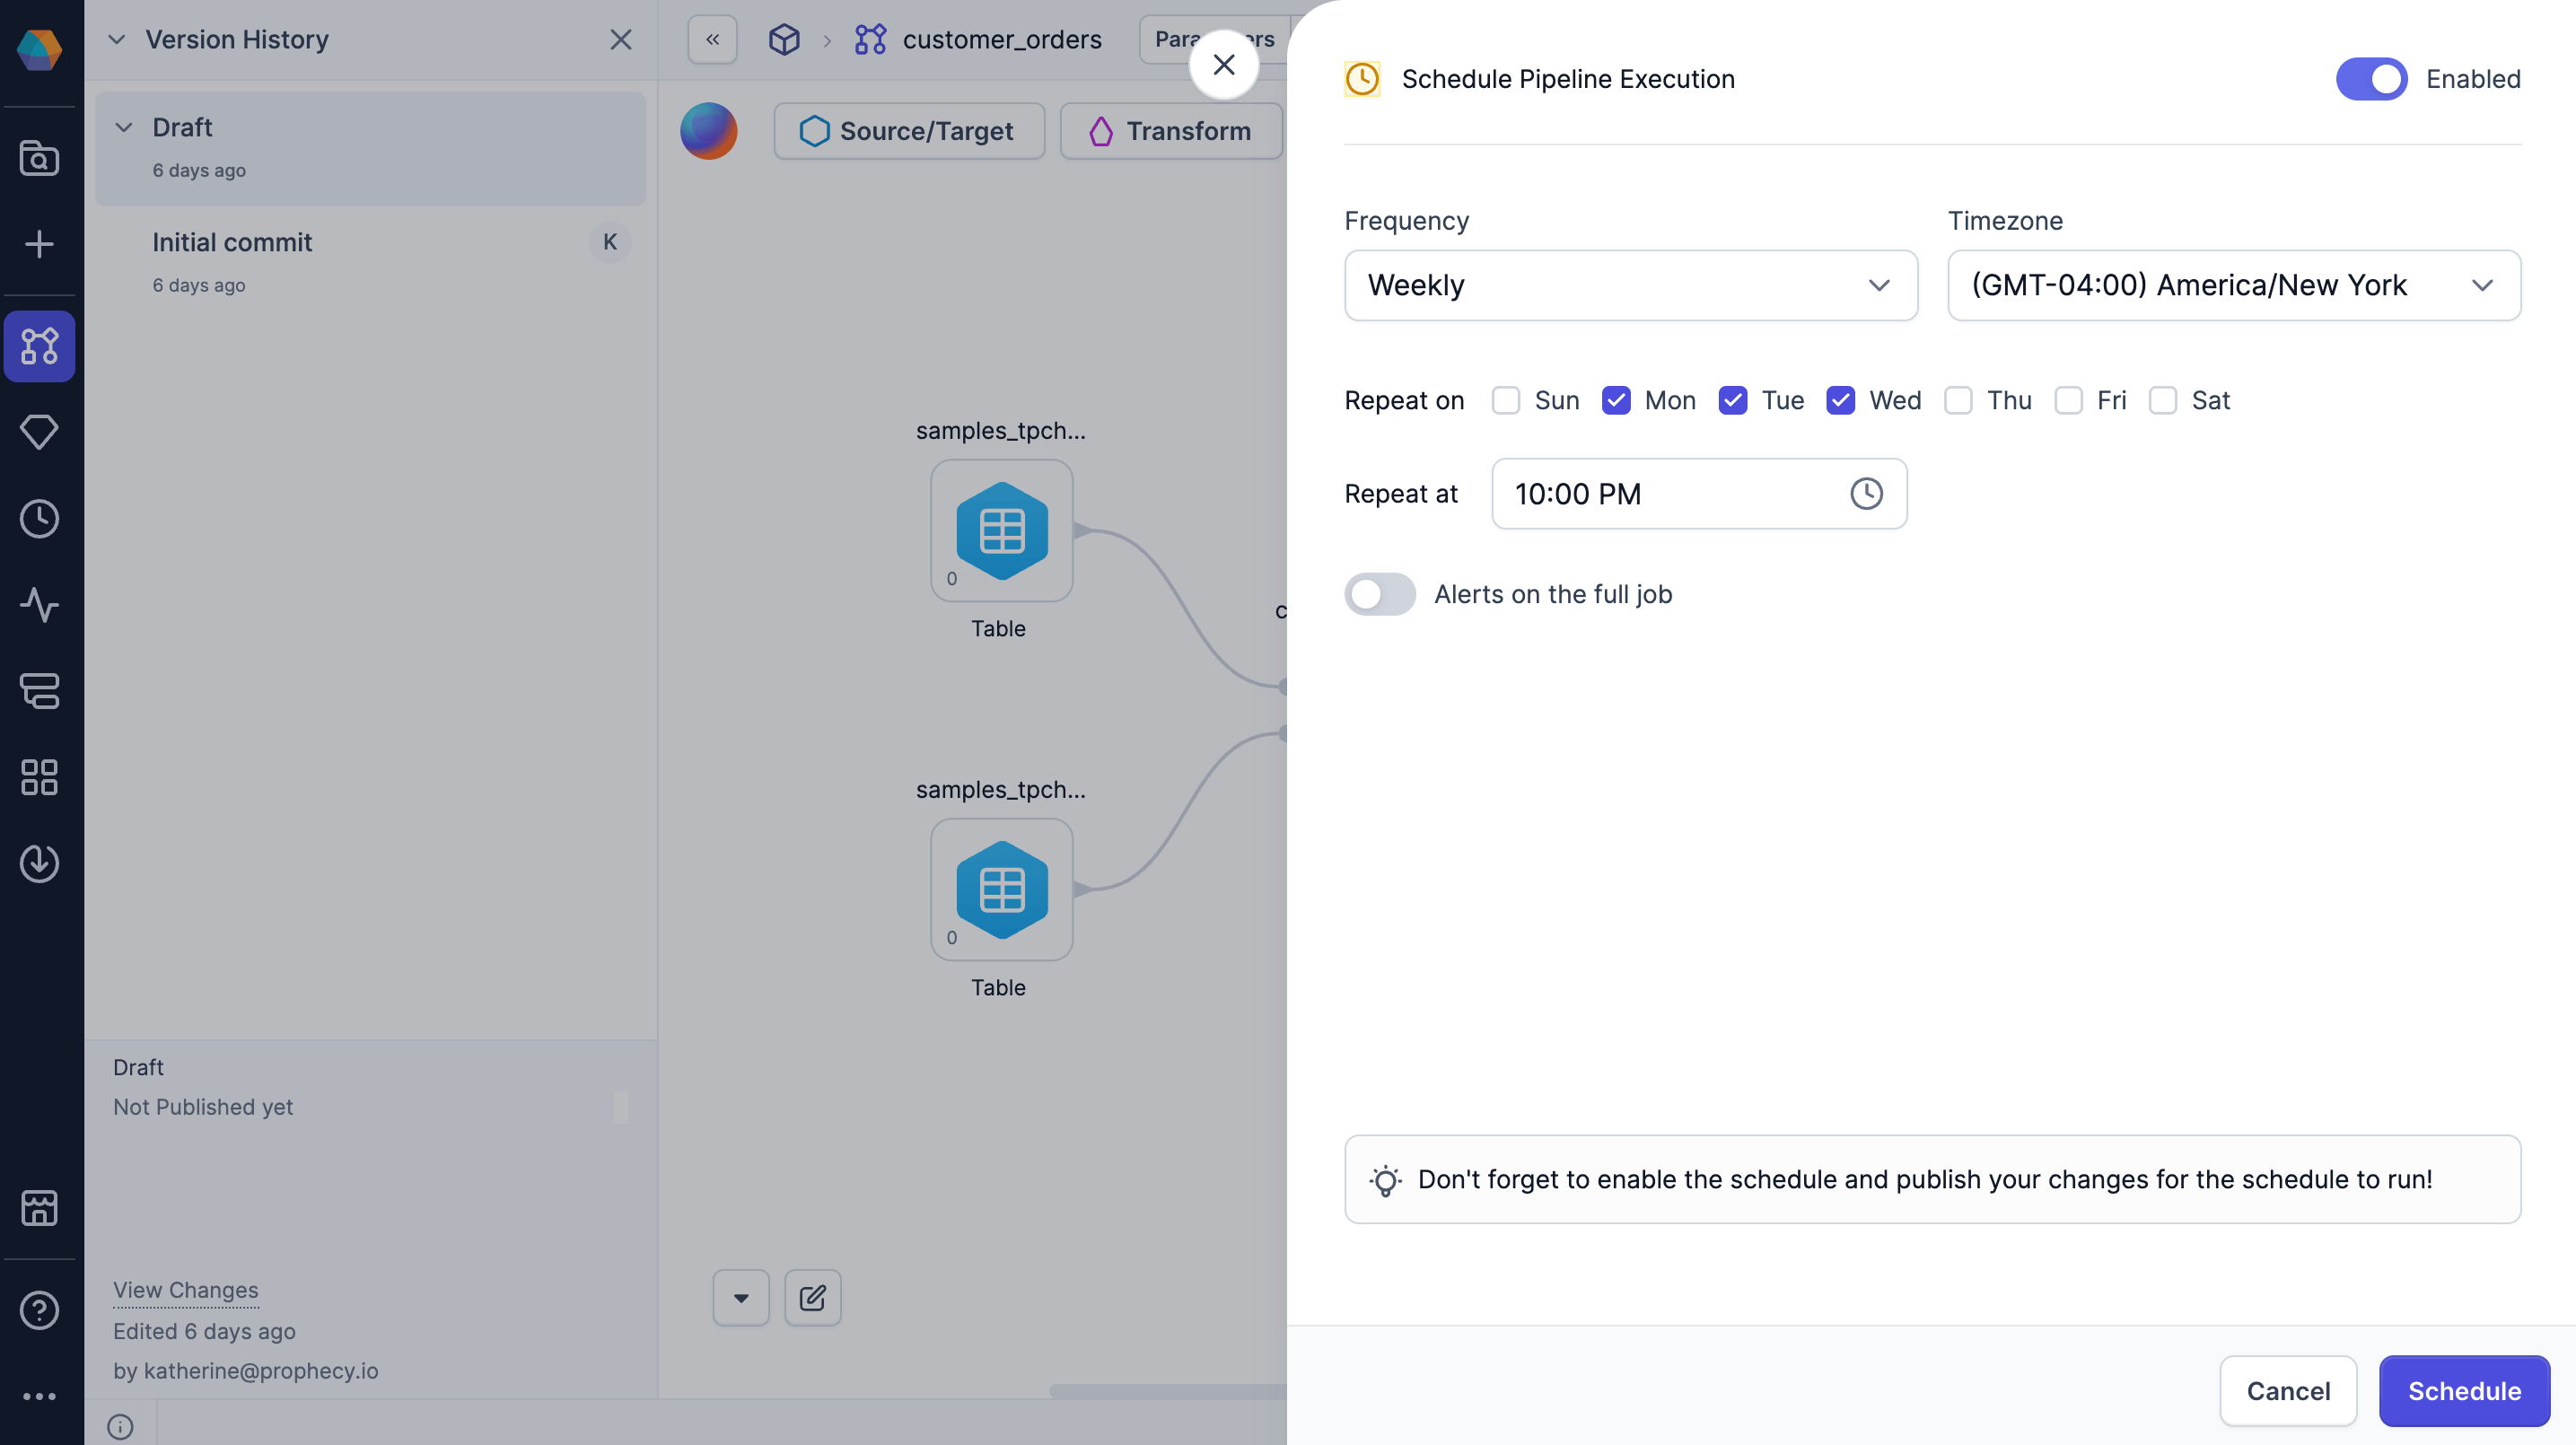 Version History
Draft
6 days ago
Initial commit
K
6 days ago
Draft
Not Published yet
View Changes
Edited 6 days ago
by katherine@prophecy.io
customer_orders
Source/Target
Transform
samples_tpch...
0
Table
samples_tpch...
0
Table
Schedule Pipeline Execution
Enabled
Frequency
Timezone
Weekly
(GMT-04:00) America/New York
Repeat on Sun Mon Tue Wed Thu Fri Sat
Repeat at 10:00 PM
Alerts on the full job
Don't forget to enable the schedule and publish your changes for the schedule to run!
Cancel
Schedule